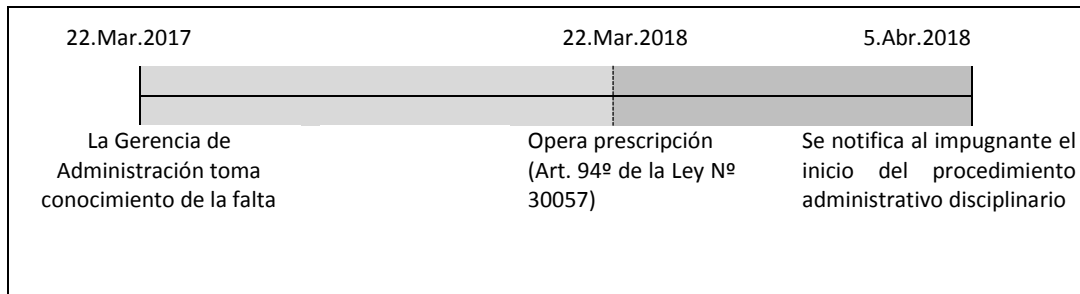 22.Mar.2017
22.Mar.2018
5.Abr.2018
La Gerencia de
Administración toma
conocimiento de la falta
Opera prescripción
(Art. 94º de la Ley Nº
30057)
Se notifica al impugnante el
inicio del procedimiento
administrativo disciplinario